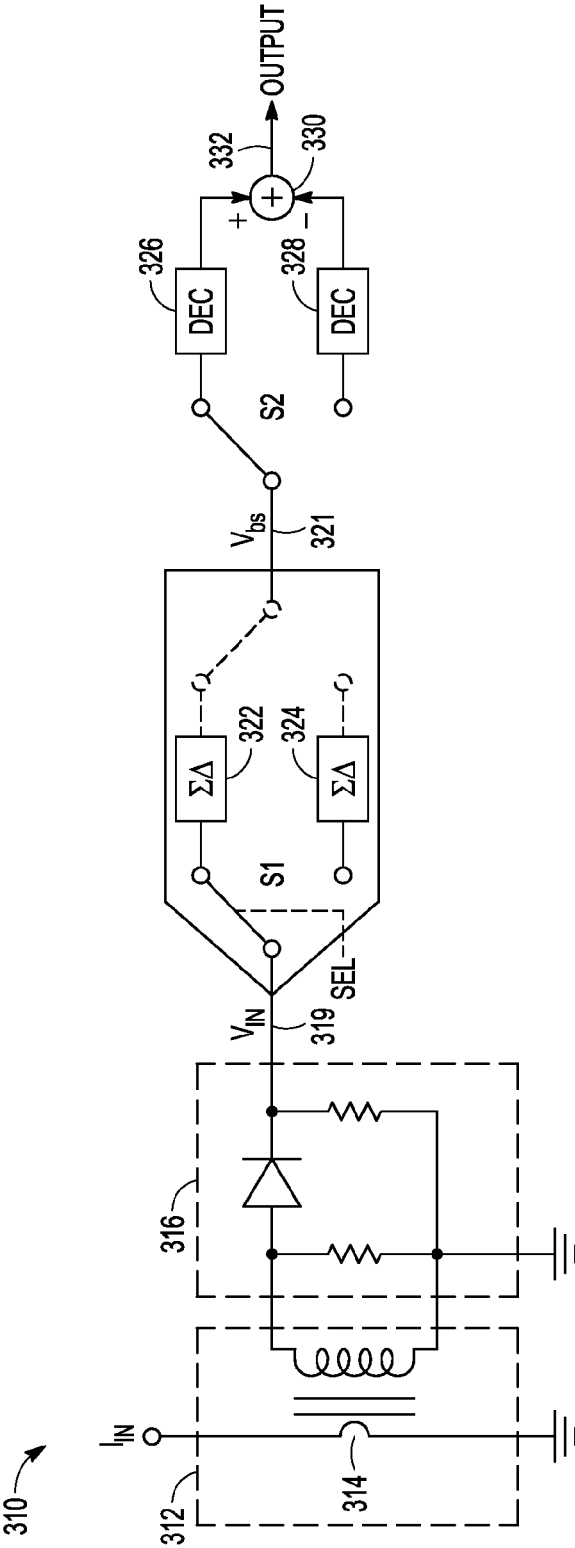 310
I_IN
312
314
316
V_IN
319
SEL
S1
ΣΔ
322
ΣΔ
324
V_bs
321
S2
DEC
326
DEC
328
+
−
+
330
332
OUTPUT